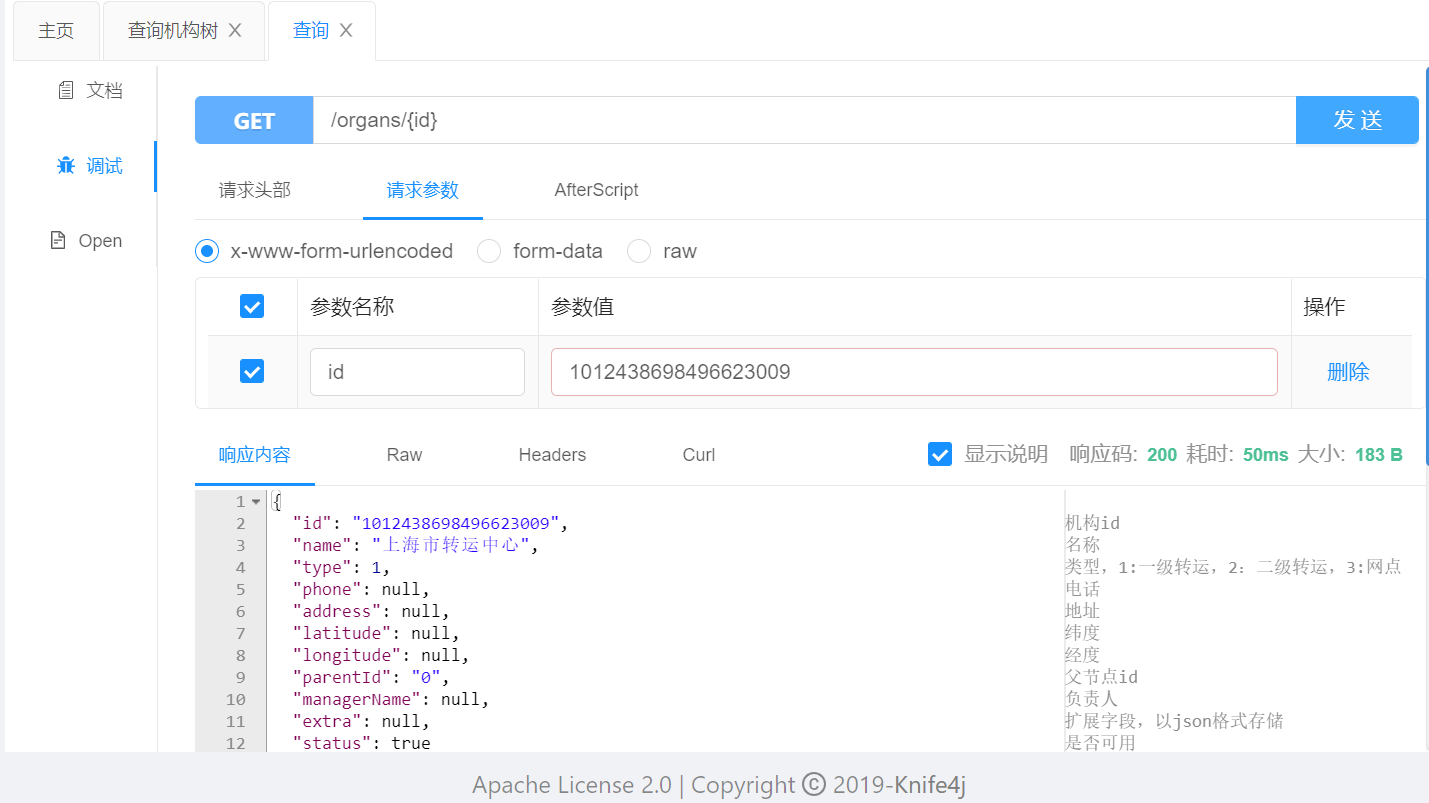 主页 查询机构树 查询
文档
GET /organs/{id} 发 送
调试
请求头部 请求参数 AfterScript
Open
x-www-form-urlencoded form-data raw
参数名称 参数值 操作
id 1012438698496623009 删除
响应内容 Raw Headers Curl 显示说明 响应码: 200 耗时: 50ms 大小: 183 B
1 {
2 "id": "1012438698496623009", 机构id
3 "name": "上海市转运中心", 名称
4 "type": 1, 类型，1:一级转运，2：二级转运，3:网点
5 "phone": null, 电话
6 "address": null, 地址
7 "latitude": null, 纬度
8 "longitude": null, 经度
9 "parentId": "0", 父节点id
10 "managerName": null, 负责人
11 "extra": null, 扩展字段，以json格式存储
12 "status": true 是否可用
Apache License 2.0 | Copyright © 2019-Knife4j